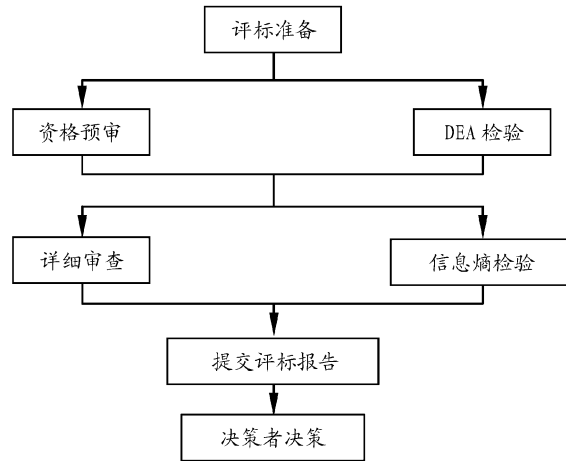 评标准备
资格预审
DEA 检验
详细审查
信息熵检验
提交评标报告
决策者决策